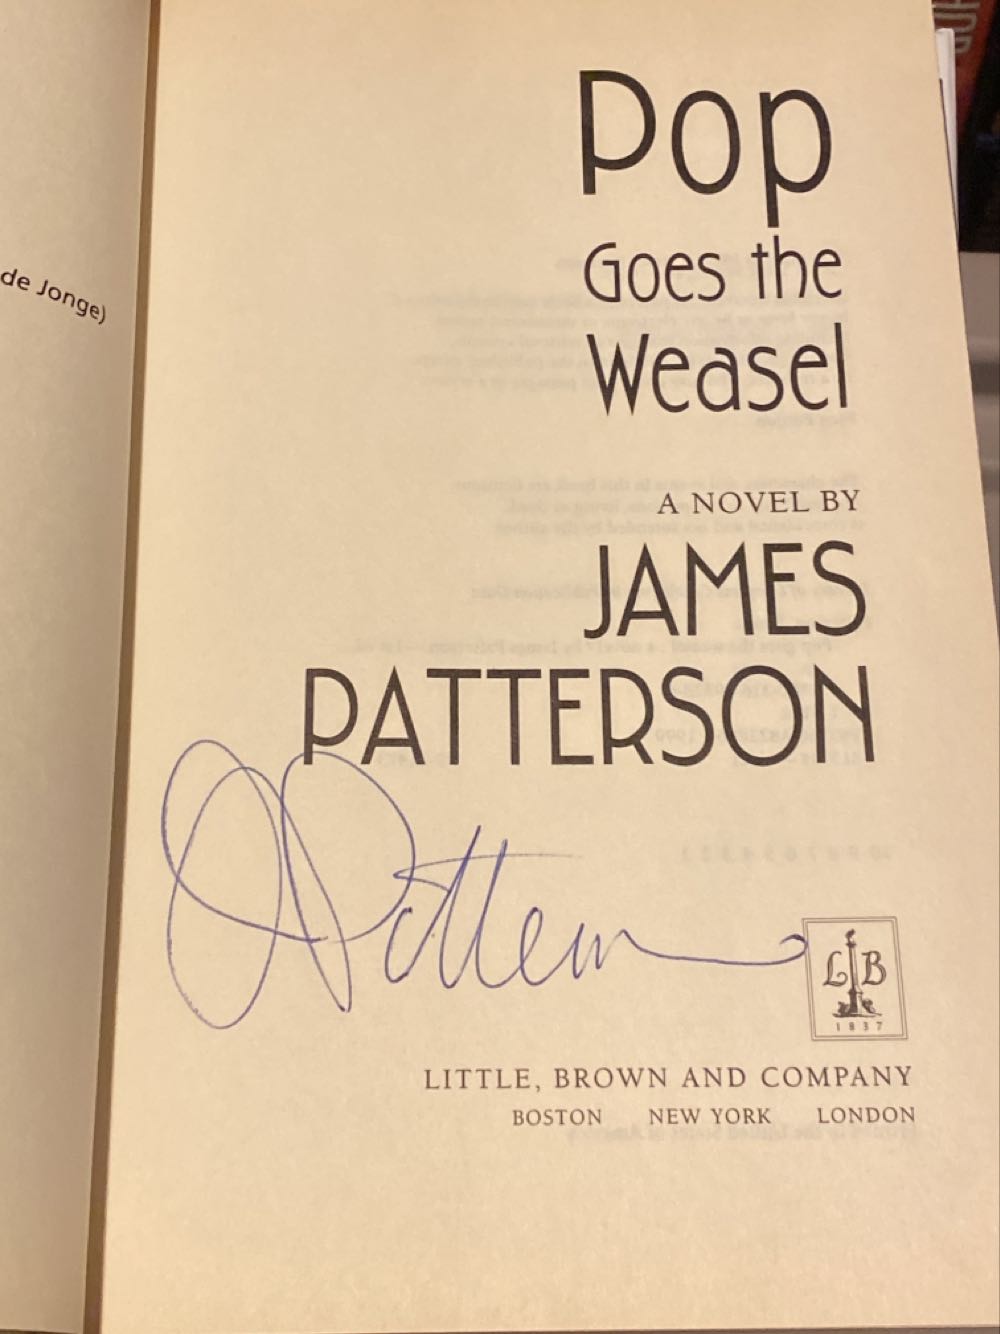 de Jonge)
Pop
Goes the
Weasel
A NOVEL BY
JAMES
PATTERSON
J Patterson
L B
1837
LITTLE, BROWN AND COMPANY
BOSTON NEW YORK LONDON